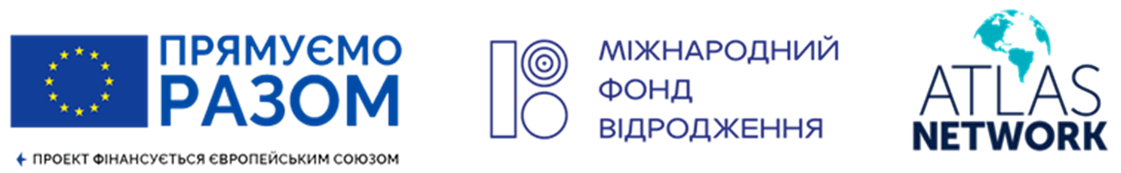 ПРЯМУЄМО
РАЗОМ
ПРОЕКТ ФІНАНСУЄТЬСЯ ЄВРОПЕЙСЬКИМ СОЮЗОМ
МІЖНАРОДНИЙ
ФОНД
ВІДРОДЖЕННЯ
ATLAS
NETWORK